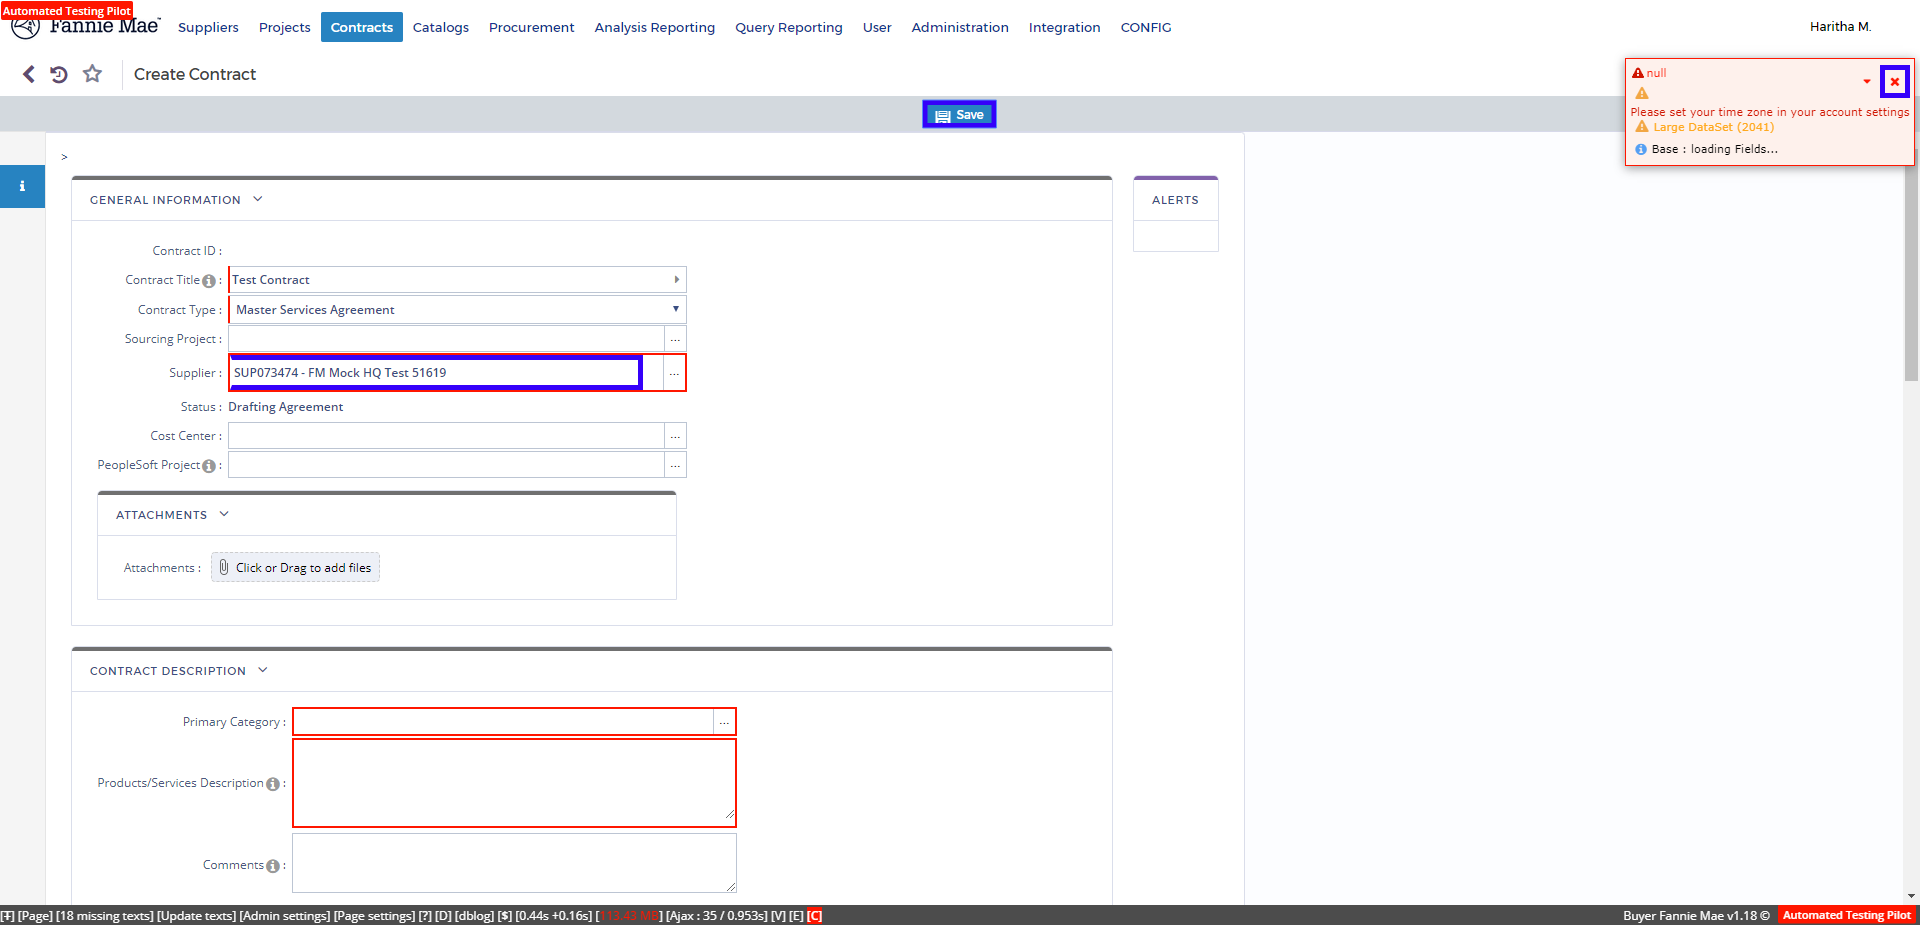 Automated Testing Pilot
Fannie Mae
Suppliers Projects Contracts Catalogs Procurement Analysis Reporting Query Reporting User Administration Integration CONFIG
Haritha M.
Create Contract
Save
null
Please set your time zone in your account settings
Large DataSet (2041)
Base : loading Fields...
>
GENERAL INFORMATION
ALERTS
Contract ID :
Contract Title : Test Contract
Contract Type : Master Services Agreement
Sourcing Project : ...
Supplier : SUP073474 - FM Mock HQ Test 51619 ...
Status : Drafting Agreement
Cost Center : ...
PeopleSoft Project : ...
ATTACHMENTS
Attachments : Click or Drag to add files
CONTRACT DESCRIPTION
Primary Category : ...
Products/Services Description :
Comments :
[T] [Page] [18 missing texts] [Update texts] [Admin settings] [Page settings] [?] [D] [dblog] [$] [0.44s +0.16s] [113.43 MB] [Ajax : 35 / 0.953s] [V] [E] [C]
Buyer Fannie Mae v1.18 © Automated Testing Pilot